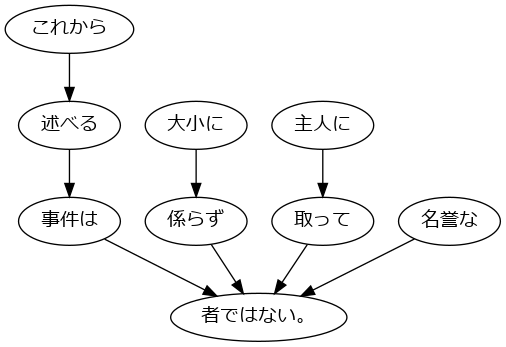 これから
述べる
大小に
主人に
事件は
係らず
取って
名誉な
者ではない。